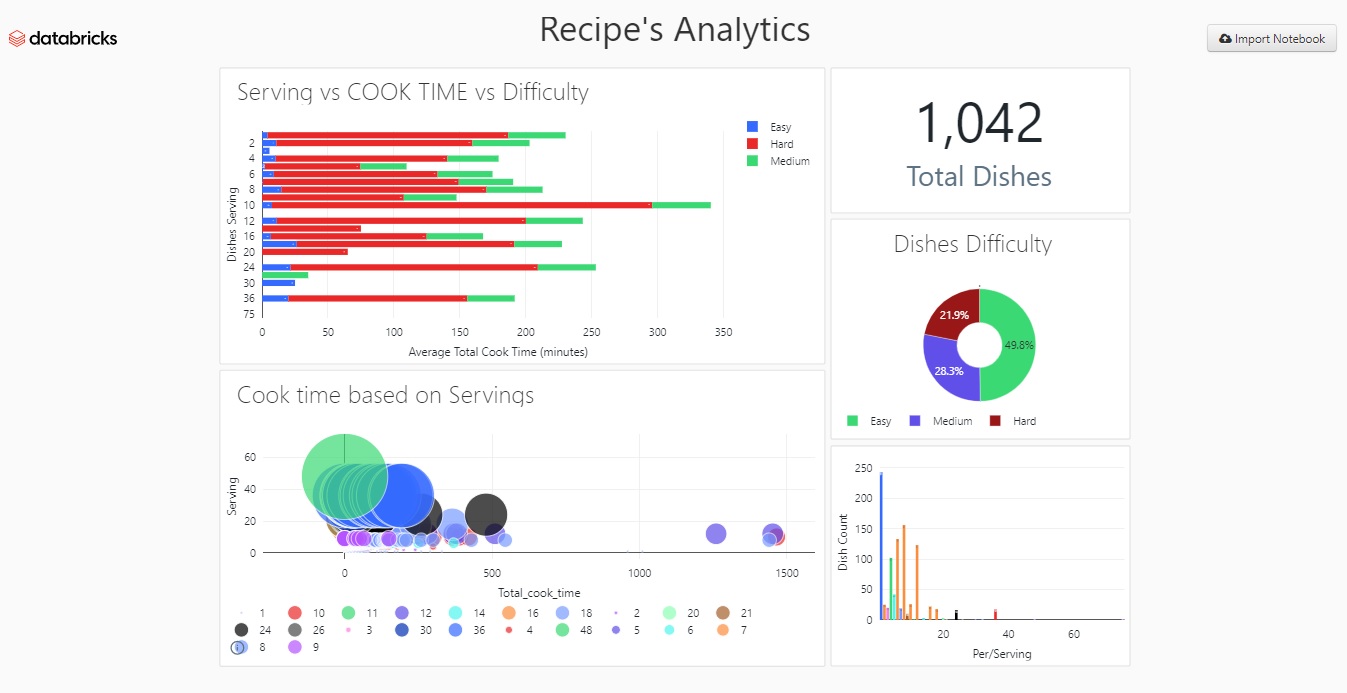 databricks
Recipe's Analytics
Import Notebook
Serving vs COOK TIME vs Difficulty
Easy
Hard
Medium
2
4
6
8
10
12
16
20
24
30
36
75
Dishes Serving
0 50 100 150 200 250 300 350
Average Total Cook Time (minutes)
1,042
Total Dishes
Dishes Difficulty
21.9%
49.8%
28.3%
Easy Medium Hard
Cook time based on Servings
60
40
20
0
Serving
0 500 1000 1500
Total_cook_time
1 10 11 12 14 16 18 2 20 21
24 26 3 30 36 4 48 5 6 7
8 9
250
200
150
100
50
0
Dish Count
20 40 60
Per/Serving